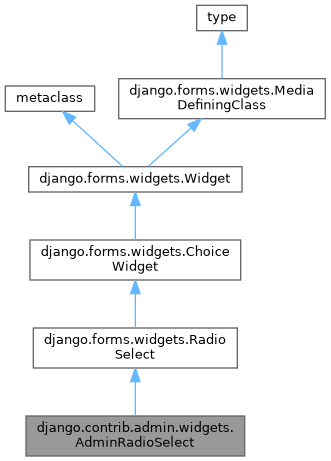 type
metaclass
django.forms.widgets.Media
DefiningClass
django.forms.widgets.Widget
django.forms.widgets.Choice
Widget
django.forms.widgets.Radio
Select
django.contrib.admin.widgets.
AdminRadioSelect